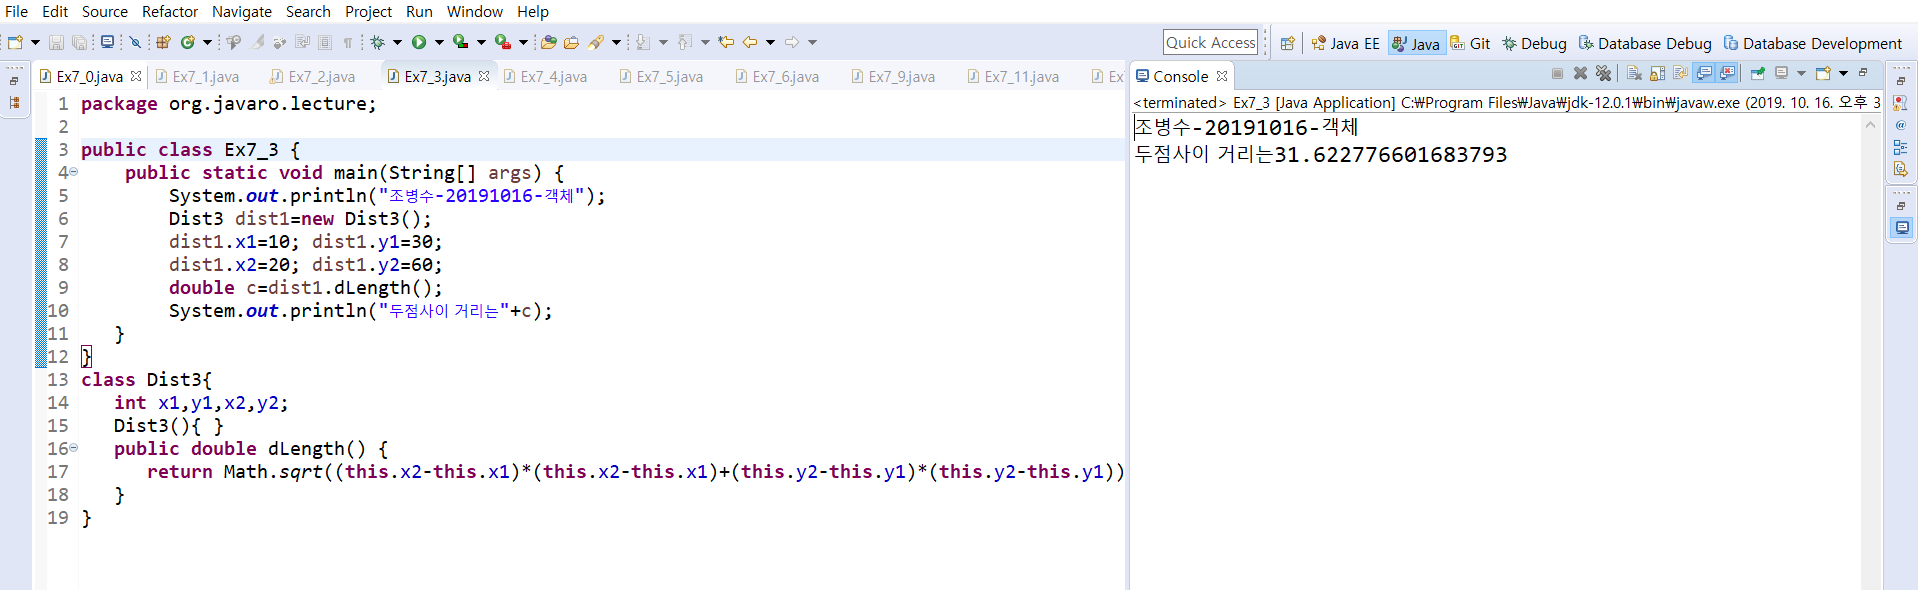 File Edit Source Refactor Navigate Search Project Run Window Help
Quick Access Java EE Java Git Debug Database Debug Database Development
Ex7_0.java Ex7_1.java Ex7_2.java Ex7_3.java Ex7_4.java Ex7_5.java Ex7_6.java Ex7_9.java Ex7_11.java Ex
Console
<terminated> Ex7_3 [Java Application] C:₩Program Files₩Java₩jdk-12.0.1₩bin₩javaw.exe (2019. 10. 16. 오후 3
1 package org.javaro.lecture;
2
3 public class Ex7_3 {
4 public static void main(String[] args) {
5 System.out.println("조병수-20191016-객체");
6 Dist3 dist1=new Dist3();
7 dist1.x1=10; dist1.y1=30;
8 dist1.x2=20; dist1.y2=60;
9 double c=dist1.dLength();
10 System.out.println("두점사이 거리는"+c);
11 }
12 }
13 class Dist3{
14 int x1,y1,x2,y2;
15 Dist3(){ }
16 public double dLength() {
17 return Math.sqrt((this.x2-this.x1)*(this.x2-this.x1)+(this.y2-this.y1)*(this.y2-this.y1))
18 }
19 }
조병수-20191016-객체
두점사이 거리는31.622776601683793